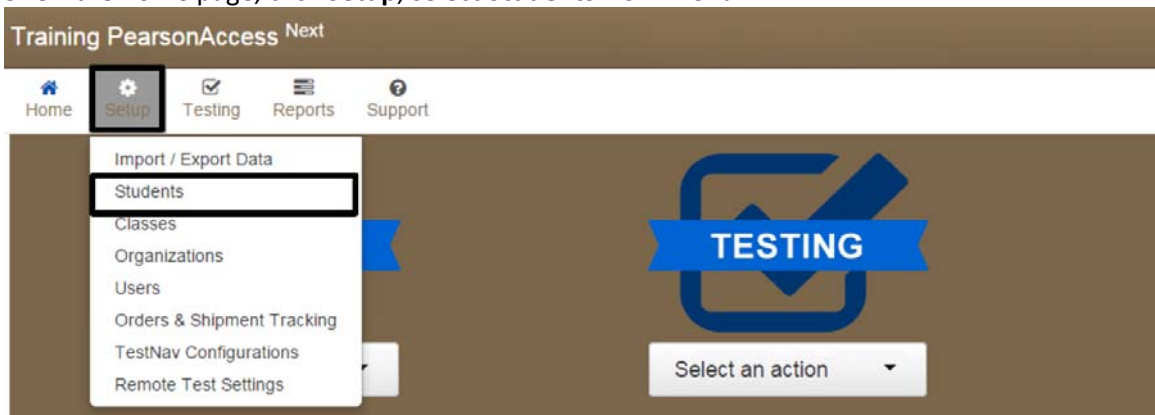 Training PearsonAccess Next
Home Setup Testing Reports Support
Import / Export Data
Students
Classes
Organizations
Users
Orders & Shipment Tracking
TestNav Configurations
Remote Test Settings
TESTING
Select an action